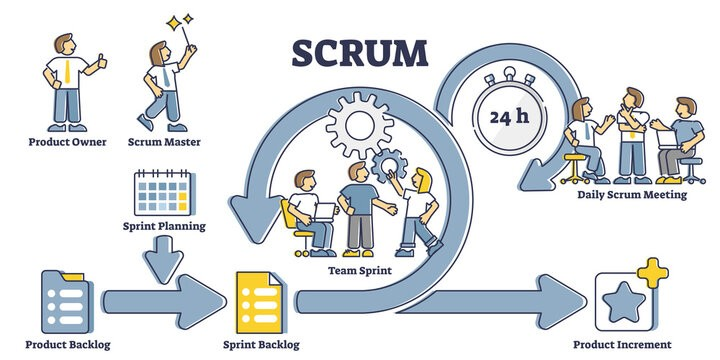 SCRUM
Product Owner
Scrum Master
24 h
Daily Scrum Meeting
Sprint Planning
Team Sprint
Product Backlog
Sprint Backlog
Product Increment